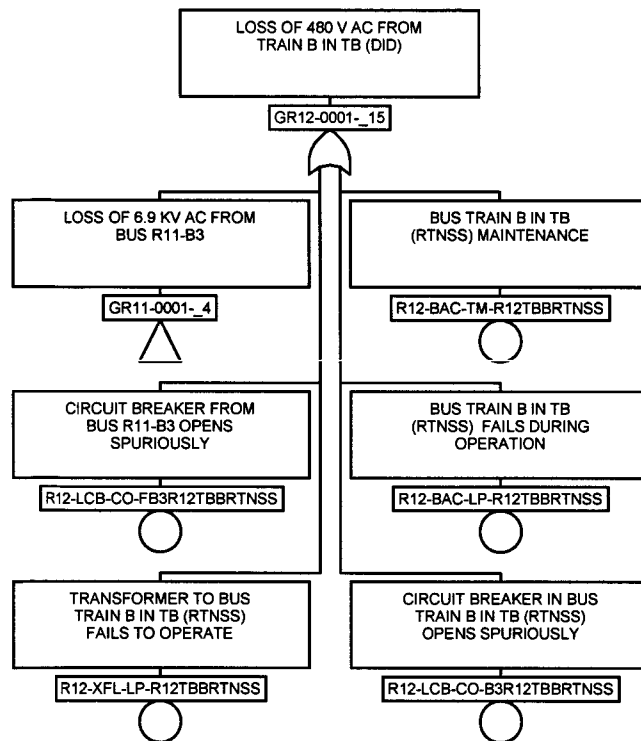 LOSS OF 480 V AC FROM
TRAIN B IN TB (DID)
GR12-0001-_15
LOSS OF 6.9 KV AC FROM
BUS R11-B3
GR11-0001-_4
BUS TRAIN B IN TB
(RTNSS) MAINTENANCE
R12-BAC-TM-R12TBBRTNSS
CIRCUIT BREAKER FROM
BUS R11-B3 OPENS
SPURIOUSLY
R12-LCB-CO-FB3R12TBBRTNSS
BUS TRAIN B IN TB
(RTNSS) FAILS DURING
OPERATION
R12-BAC-LP-R12TBBRTNSS
TRANSFORMER TO BUS
TRAIN B IN TB (RTNSS)
FAILS TO OPERATE
R12-XFL-LP-R12TBBRTNSS
CIRCUIT BREAKER IN BUS
TRAIN B IN TB (RTNSS)
OPENS SPURIOUSLY
R12-LCB-CO-B3R12TBBRTNSS